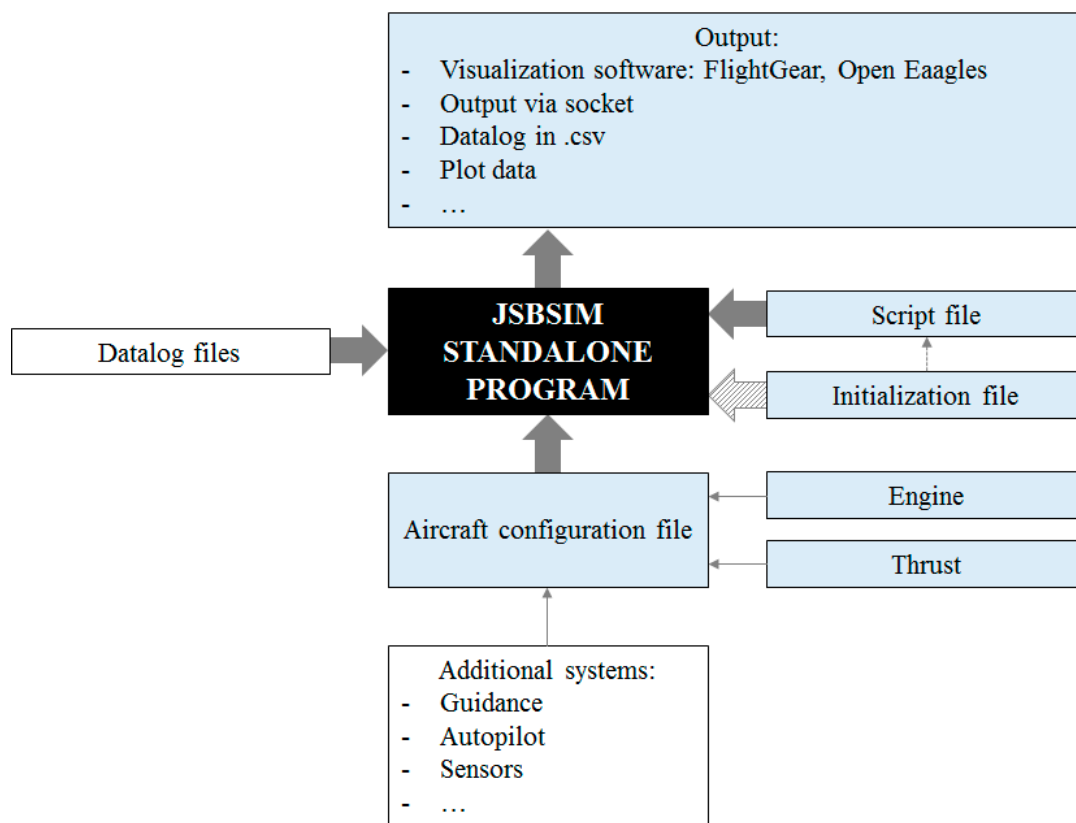 Output:
- Visualization software: FlightGear, Open Eaagles
- Output via socket
- Datalog in .csv
- Plot data
- …
JSBSIM
STANDALONE
PROGRAM
Script file
Datalog files
Initialization file
Aircraft configuration file
Engine
Thrust
Additional systems:
- Guidance
- Autopilot
- Sensors
- …